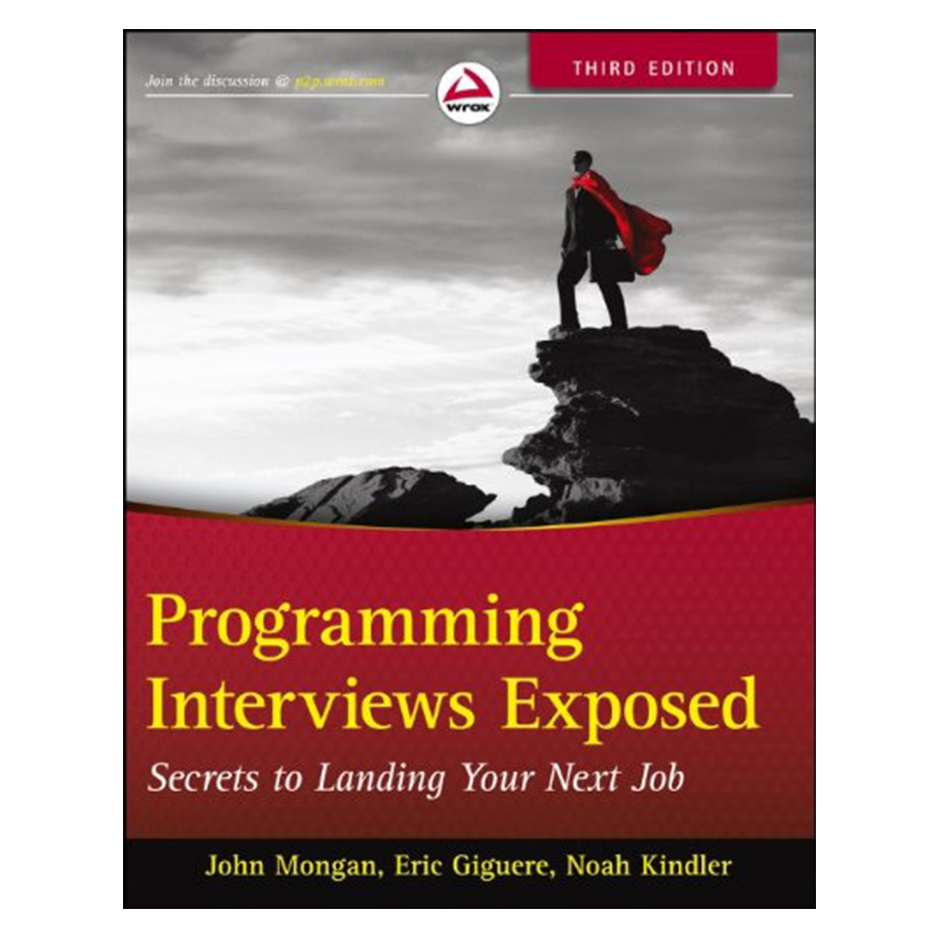 THIRD EDITION
Join the discussion @ p2p.wrox.com
wrox
Programming
Interviews Exposed
Secrets to Landing Your Next Job
John Mongan, Eric Giguere, Noah Kindler